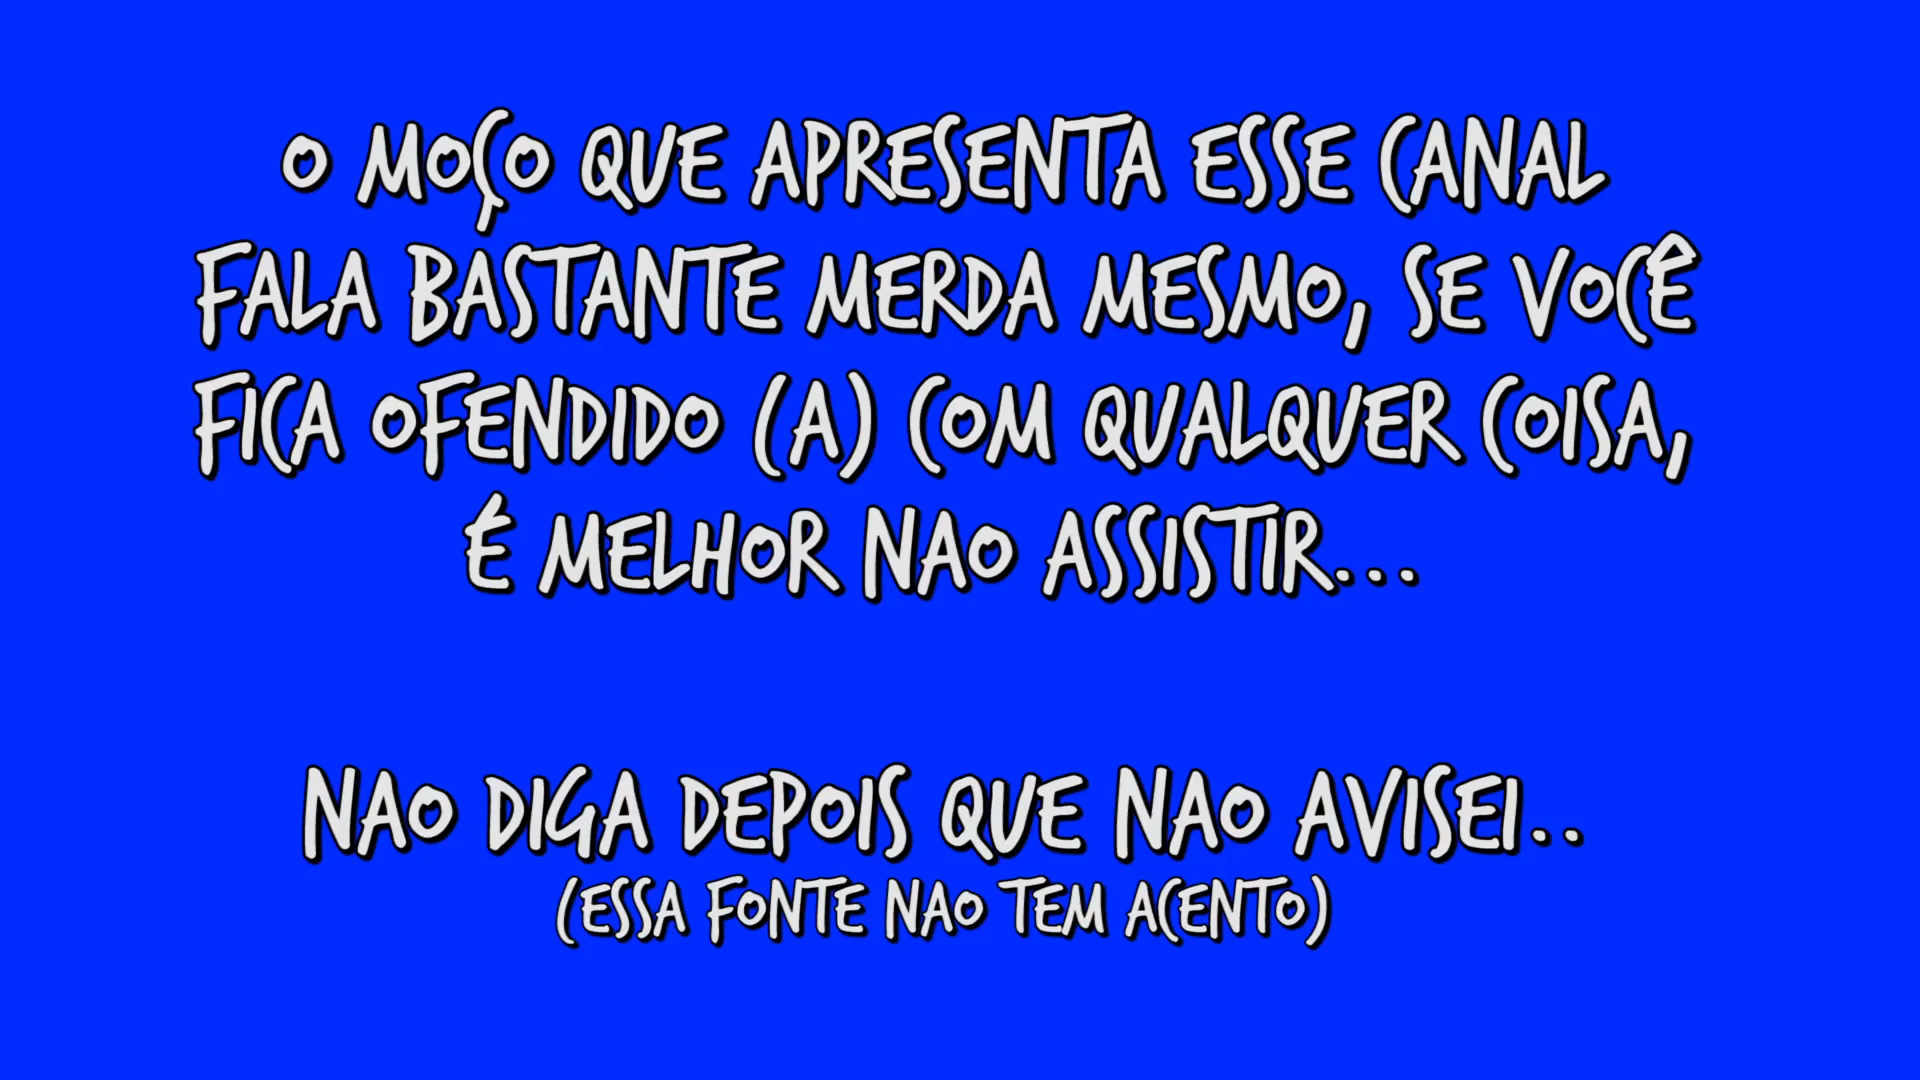 O MOÇO QUE APRESENTA ESSE CANAL
FALA BASTANTE MERDA MESMO, SE VOCÊ
FICA OFENDIDO (A) COM QUALQUER COISA,
É MELHOR NAO ASSISTIR...
NAO DIGA DEPOIS QUE NAO AVISEI..
(ESSA FONTE NAO TEM ACENTO)